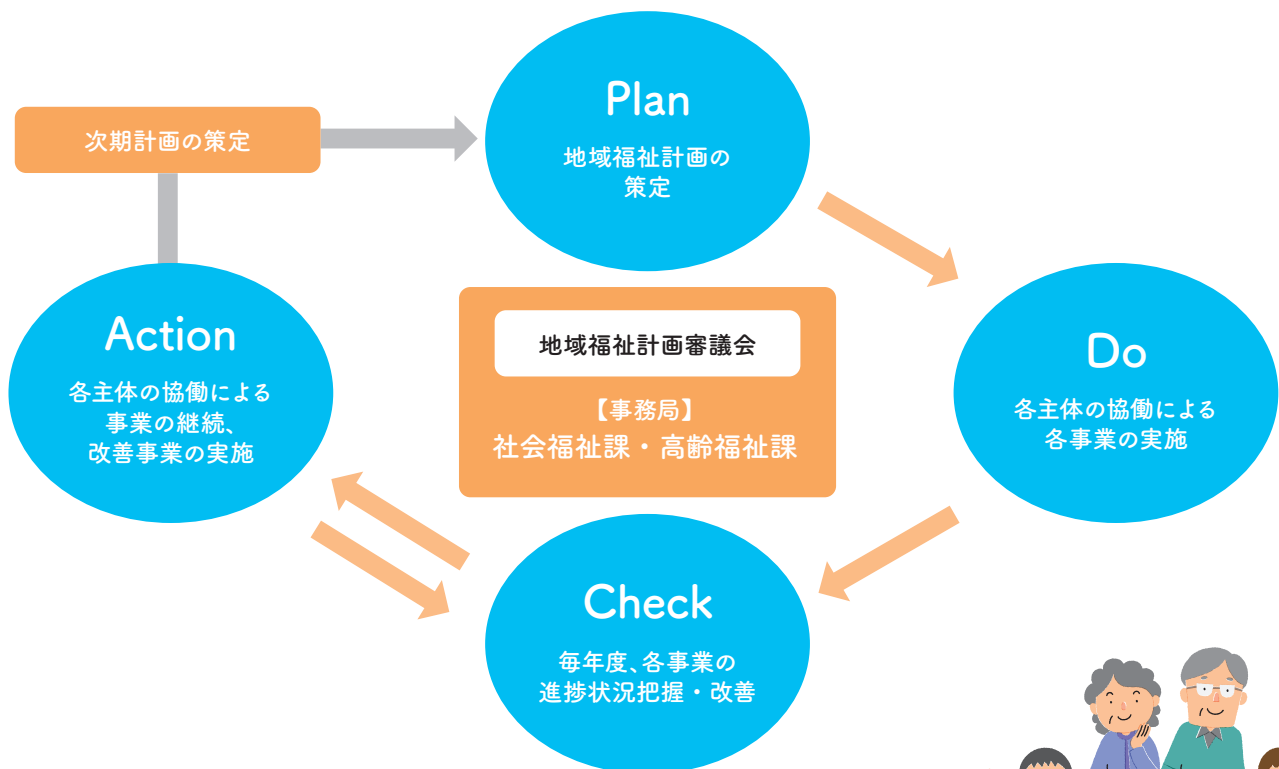 Plan
地域福祉計画の
策定
次期計画の策定
Action
各主体の協働による
事業の継続、
改善事業の実施
地域福祉計画審議会
【事務局】
社会福祉課・高齢福祉課
Do
各主体の協働による
各事業の実施
Check
毎年度、各事業の
進捗状況把握・改善